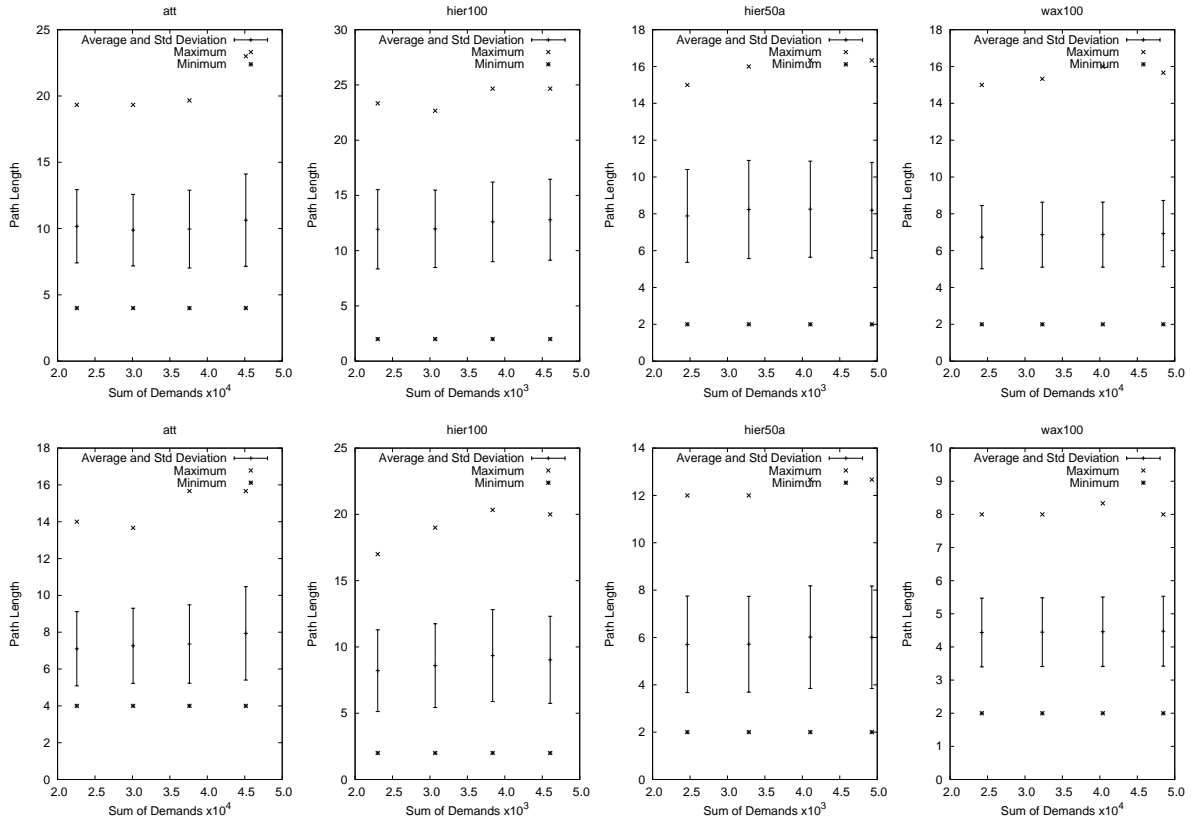 att
Average and Std Deviation
Maximum
Minimum
25
20
15
10
5
0
Path Length
2.0 2.5 3.0 3.5 4.0 4.5 5.0
Sum of Demands x10^4
hier100
Average and Std Deviation
Maximum
Minimum
30
25
20
15
10
5
0
Path Length
2.0 2.5 3.0 3.5 4.0 4.5 5.0
Sum of Demands x10^3
hier50a
Average and Std Deviation
Maximum
Minimum
18
16
14
12
10
8
6
4
2
0
Path Length
2.0 2.5 3.0 3.5 4.0 4.5 5.0
Sum of Demands x10^3
wax100
Average and Std Deviation
Maximum
Minimum
18
16
14
12
10
8
6
4
2
0
Path Length
2.0 2.5 3.0 3.5 4.0 4.5 5.0
Sum of Demands x10^4
att
Average and Std Deviation
Maximum
Minimum
18
16
14
12
10
8
6
4
2
0
Path Length
2.0 2.5 3.0 3.5 4.0 4.5 5.0
Sum of Demands x10^4
hier100
Average and Std Deviation
Maximum
Minimum
25
20
15
10
5
0
Path Length
2.0 2.5 3.0 3.5 4.0 4.5 5.0
Sum of Demands x10^3
hier50a
Average and Std Deviation
Maximum
Minimum
14
12
10
8
6
4
2
0
Path Length
2.0 2.5 3.0 3.5 4.0 4.5 5.0
Sum of Demands x10^3
wax100
Average and Std Deviation
Maximum
Minimum
10
9
8
7
6
5
4
3
2
1
0
Path Length
2.0 2.5 3.0 3.5 4.0 4.5 5.0
Sum of Demands x10^4